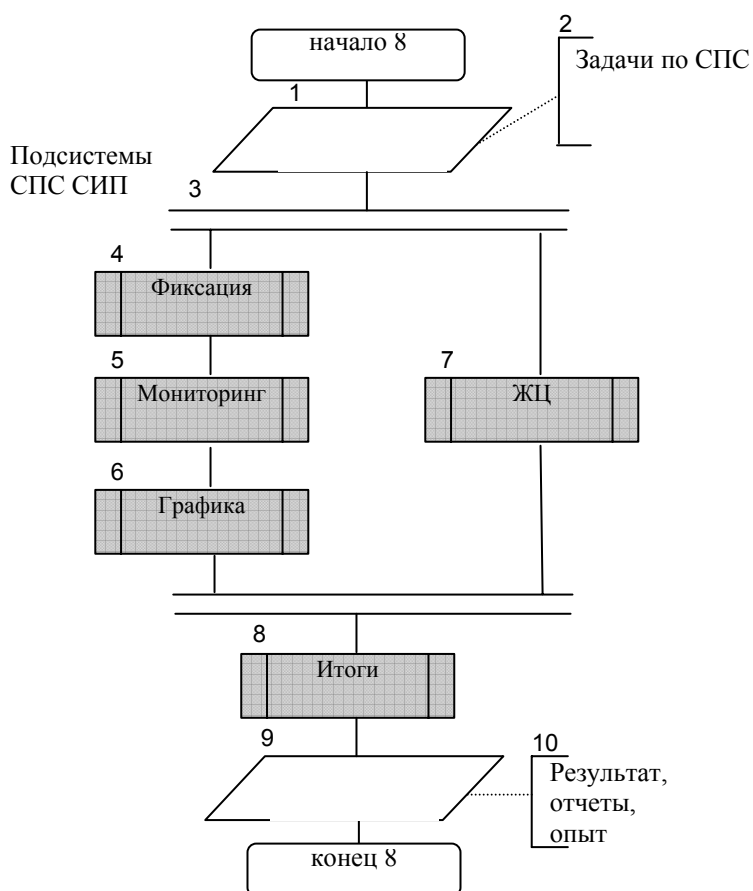 начало 8
2
Задачи по СПС
1
Подсистемы
СПС СИП
3
4
Фиксация
5
Мониторинг
7
ЖЦ
6
Графика
8
Итоги
9
10
Результат,
отчеты,
опыт
конец 8